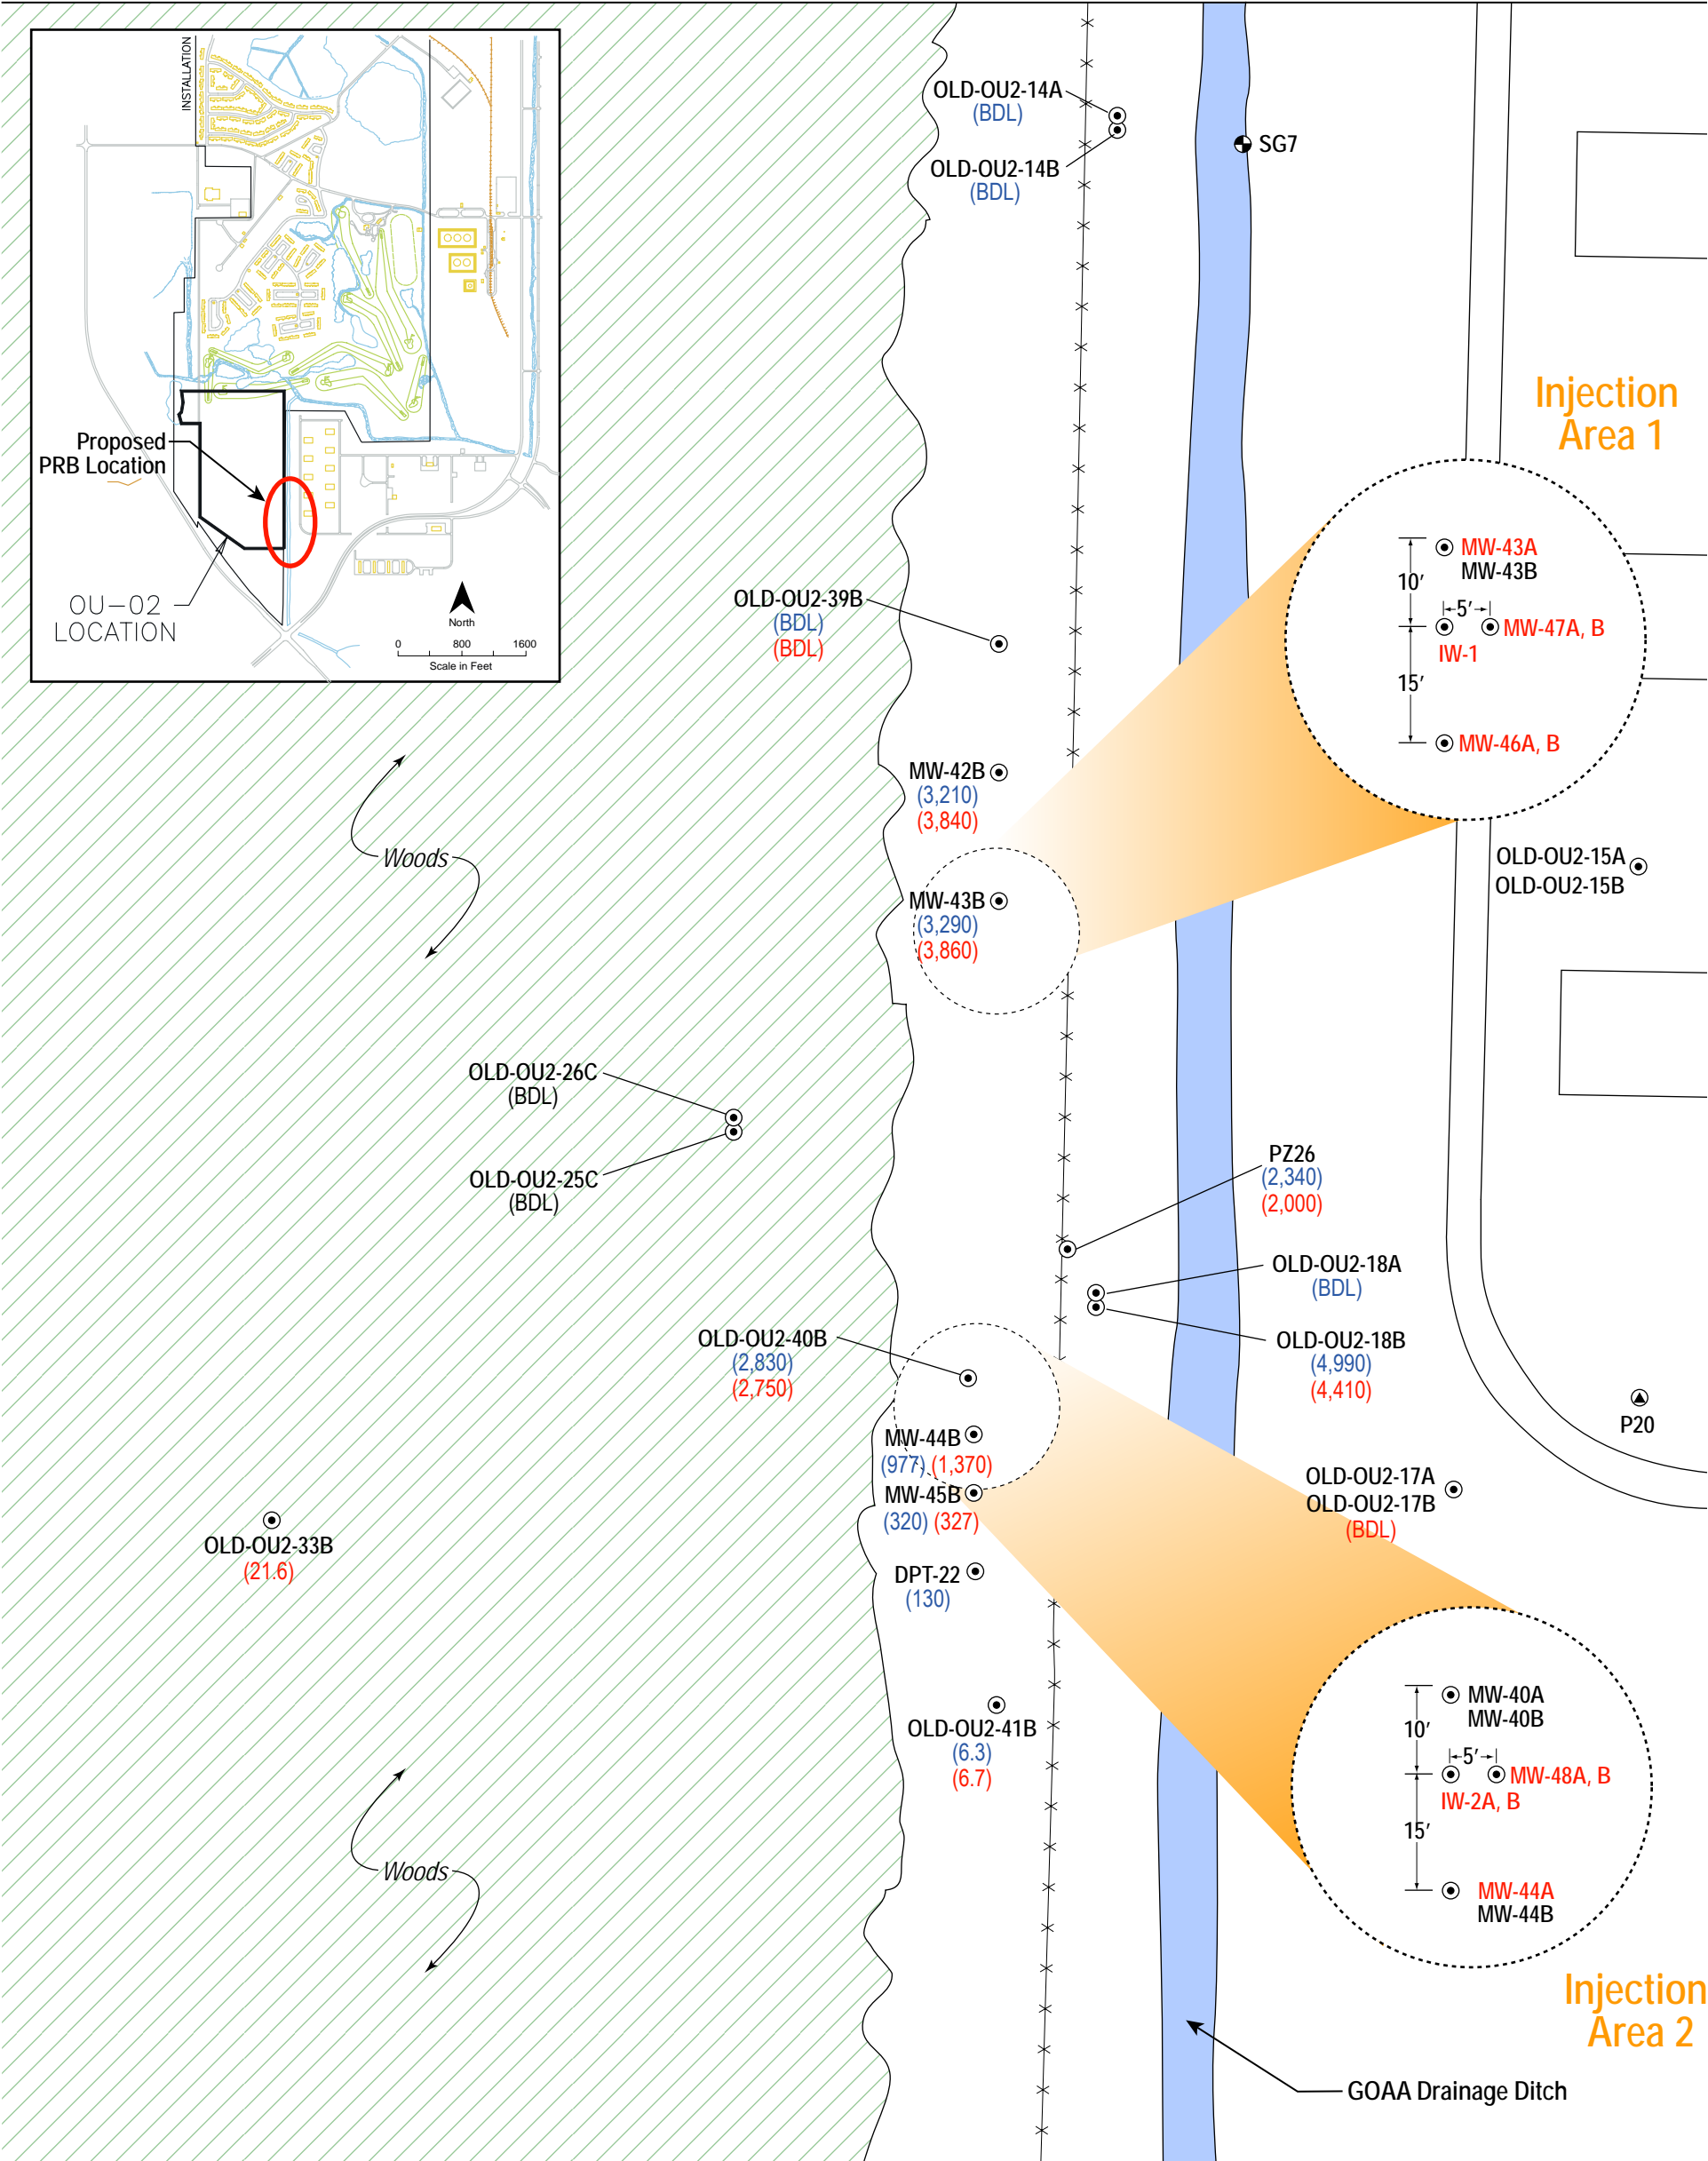 INSTALLATION
Proposed
PRB Location
OU-02
LOCATION
North
0 800 1600
Scale in Feet
OLD-OU2-14A
(BDL)
OLD-OU2-14B
(BDL)
SG7
Injection
Area 1
10'
MW-43A
MW-43B
5'
MW-47A, B
IW-1
15'
MW-46A, B
OLD-OU2-39B
(BDL)
(BDL)
MW-42B
(3,210)
(3,840)
Woods
MW-43B
(3,290)
(3,860)
OLD-OU2-15A
OLD-OU2-15B
OLD-OU2-26C
(BDL)
OLD-OU2-25C
(BDL)
PZ26
(2,340)
(2,000)
OLD-OU2-18A
(BDL)
OLD-OU2-18B
(4,990)
(4,410)
OLD-OU2-40B
(2,830)
(2,750)
P20
MW-44B
(977) (1,370)
MW-45B
(320) (327)
OLD-OU2-17A
OLD-OU2-17B
(BDL)
OLD-OU2-33B
(21.6)
DPT-22
(130)
OLD-OU2-41B
(6.3)
(6.7)
10'
MW-40A
MW-40B
5'
MW-48A, B
IW-2A, B
15'
MW-44A
MW-44B
Woods
Injection
Area 2
GOAA Drainage Ditch